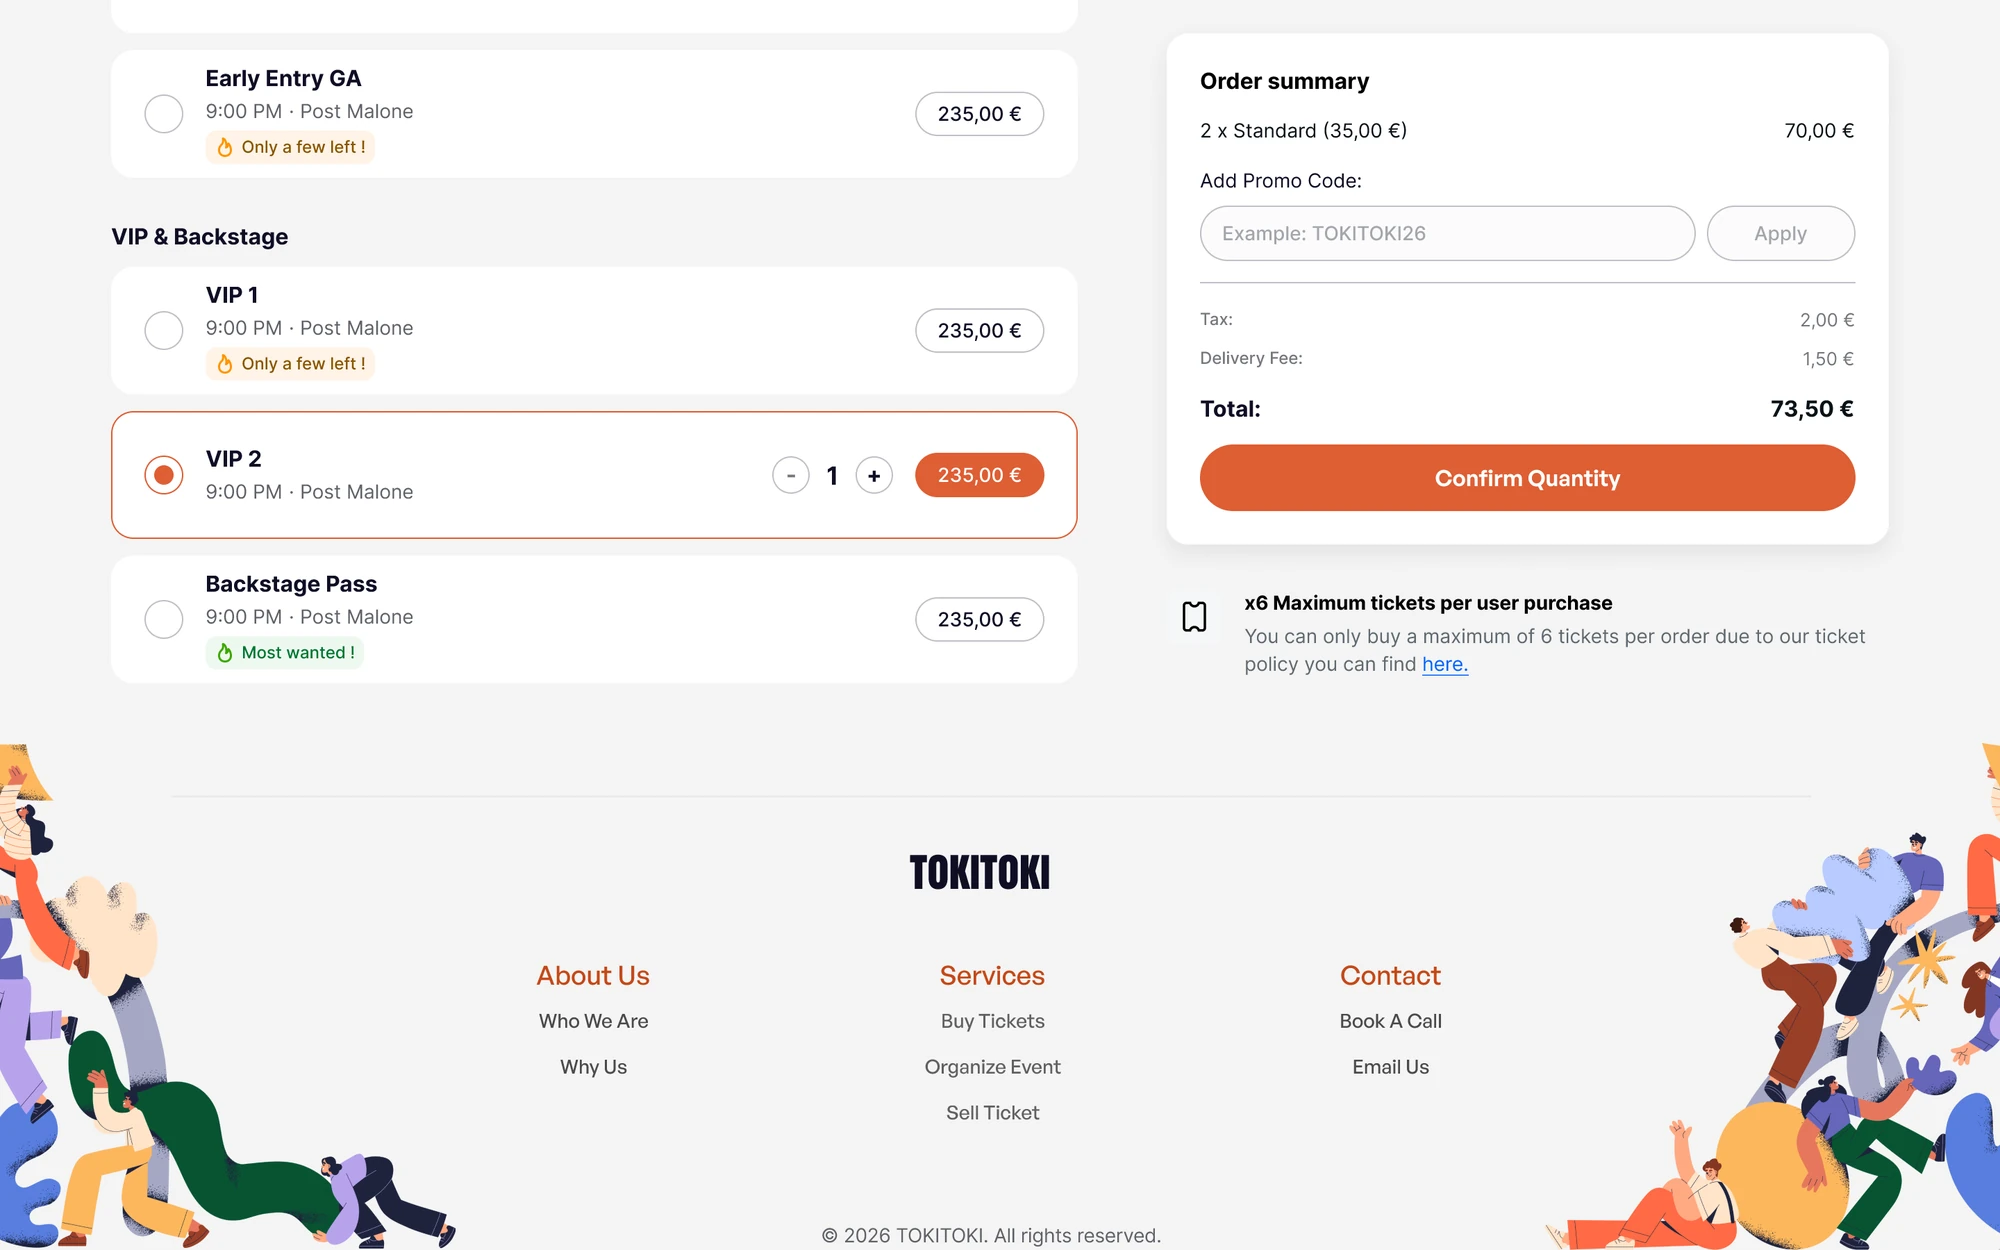 Early Entry GA
9:00 PM · Post Malone
Only a few left !
235,00 €
VIP & Backstage
VIP 1
9:00 PM · Post Malone
Only a few left !
235,00 €
VIP 2
9:00 PM · Post Malone
- 1 +
235,00 €
Backstage Pass
9:00 PM · Post Malone
Most wanted !
235,00 €
Order summary
2 x Standard (35,00 €) 70,00 €
Add Promo Code:
Example: TOKITOKI26 Apply
Tax: 2,00 €
Delivery Fee: 1,50 €
Total: 73,50 €
Confirm Quantity
x6 Maximum tickets per user purchase
You can only buy a maximum of 6 tickets per order due to our ticket
policy you can find here.
TOKITOKI
About Us
Who We Are
Why Us
Services
Buy Tickets
Organize Event
Sell Ticket
Contact
Book A Call
Email Us
© 2026 TOKITOKI. All rights reserved.